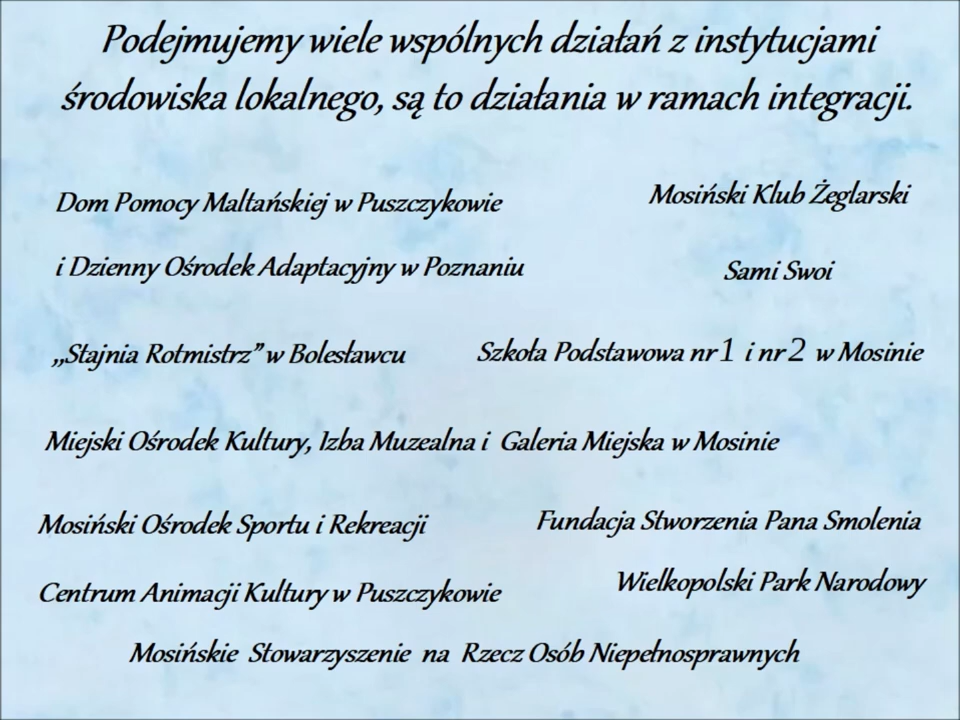 Podejmujemy wiele wspólnych działań z instytucjami
środowiska lokalnego, są to działania w ramach integracji.
Dom Pomocy Maltańskiej w Puszczykowie
Mosiński Klub Żeglarski
i Dzienny Ośrodek Adaptacyjny w Poznaniu
Sami Swoi
„Stajnia Rotmistrz” w Bolesławcu
Szkoła Podstawowa nr 1 i nr 2 w Mosinie
Miejski Ośrodek Kultury, Izba Muzealna i Galeria Miejska w Mosinie
Mosiński Ośrodek Sportu i Rekreacji
Fundacja Stworzenia Pana Smolenia
Centrum Animacji Kultury w Puszczykowie
Wielkopolski Park Narodowy
Mosińskie Stowarzyszenie na Rzecz Osób Niepełnosprawnych